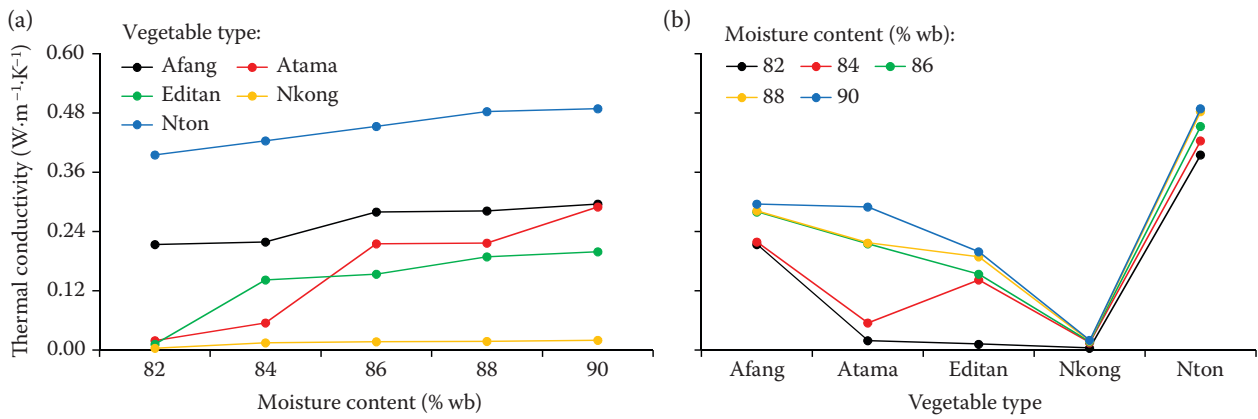 (a)
Vegetable type:
Afang Atama
Editan Nkong
Nton
Thermal conductivity (W·m⁻¹·K⁻¹)
0.60
0.48
0.36
0.24
0.12
0.00
82 84 86 88 90
Moisture content (% wb)
(b)
Moisture content (% wb):
82 84 86
88 90
Afang Atama Editan Nkong Nton
Vegetable type